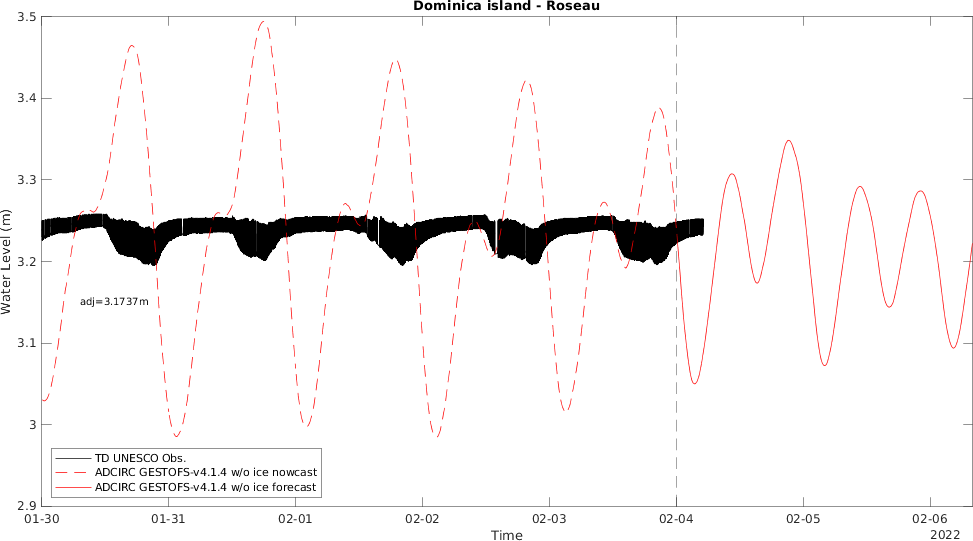 Dominica island - Roseau
3.5
3.4
3.3
3.2
3.1
3
2.9
Water Level (m)
adj=3.1737m
TD UNESCO Obs.
ADCIRC GESTOFS-v4.1.4 w/o ice nowcast
ADCIRC GESTOFS-v4.1.4 w/o ice forecast
01-30 01-31 02-01 02-02 02-03 02-04 02-05 02-06
Time
2022